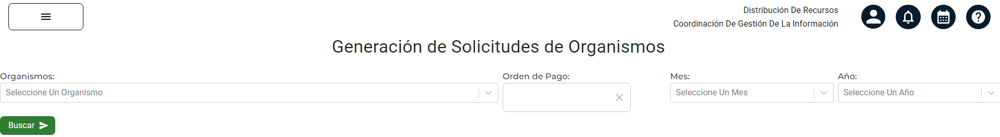 Distribución De Recursos
Coordinación De Gestión De La Información
Generación de Solicitudes de Organismos
Organismos:
Seleccione Un Organismo
Orden de Pago:
Mes:
Seleccione Un Mes
Año:
Seleccione Un Año
Buscar